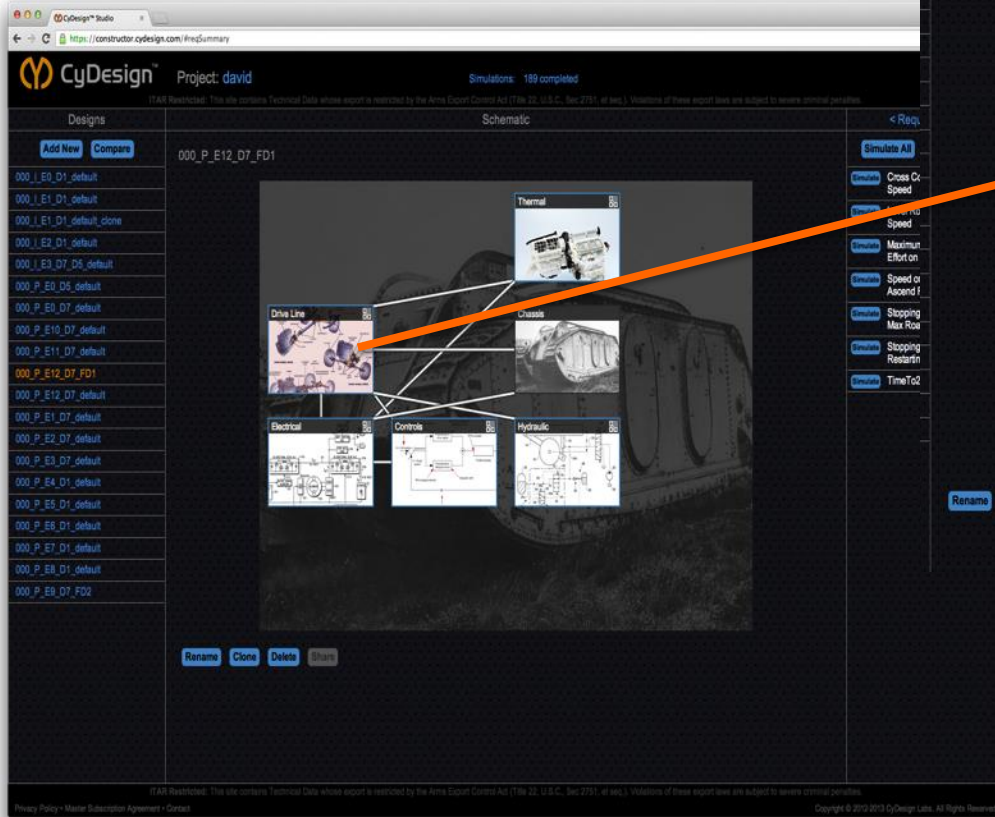 CyDesign™ Studio
https://constructor.cydesign.com/#reqSummary
CyDesign™
Project: david
Simulations: 189 completed
ITAR Restricted: This site contains Technical Data whose export is restricted by the Arms Export Control Act (Title 22, U.S.C., Sec 2751, et seq.). Violations of these export laws are subject to severe criminal penalties.
Designs
Schematic
< Requ
Add New
Compare
Simulate All
000_P_E12_D7_FD1
000_I_E0_D1_default
000_I_E1_D1_default
000_I_E1_D1_default_clone
000_I_E2_D1_default
000_I_E3_D7_D5_default
000_P_E0_D5_default
000_P_E0_D7_default
000_P_E10_D7_default
000_P_E11_D7_default
000_P_E12_D7_FD1
000_P_E12_D7_default
000_P_E1_D7_default
000_P_E2_D7_default
000_P_E3_D7_default
000_P_E4_D1_default
000_P_E5_D1_default
000_P_E6_D1_default
000_P_E7_D1_default
000_P_E8_D1_default
000_P_E9_D7_FD2
Thermal
Drive Line
Chassis
Electrical
Controls
Hydraulic
Simulate
Cross Co
Speed
Speed
Simulate
Maximum
Effort on
Simulate
Speed o
Ascend
Simulate
Stopping
Max Roa
Simulate
Stopping
Restartin
Simulate
TimeTo2
Rename
Rename
Clone
Delete
Share
ITAR Restricted: This site contains Technical Data whose export is restricted by the Arms Export Control Act (Title 22, U.S.C., Sec 2751, et seq.). Violations of these export laws are subject to severe criminal penalties.
Privacy Policy • Master Subscription Agreement • Contact
Copyright © 2012-2013 CyDesign Labs, All Rights Reserved